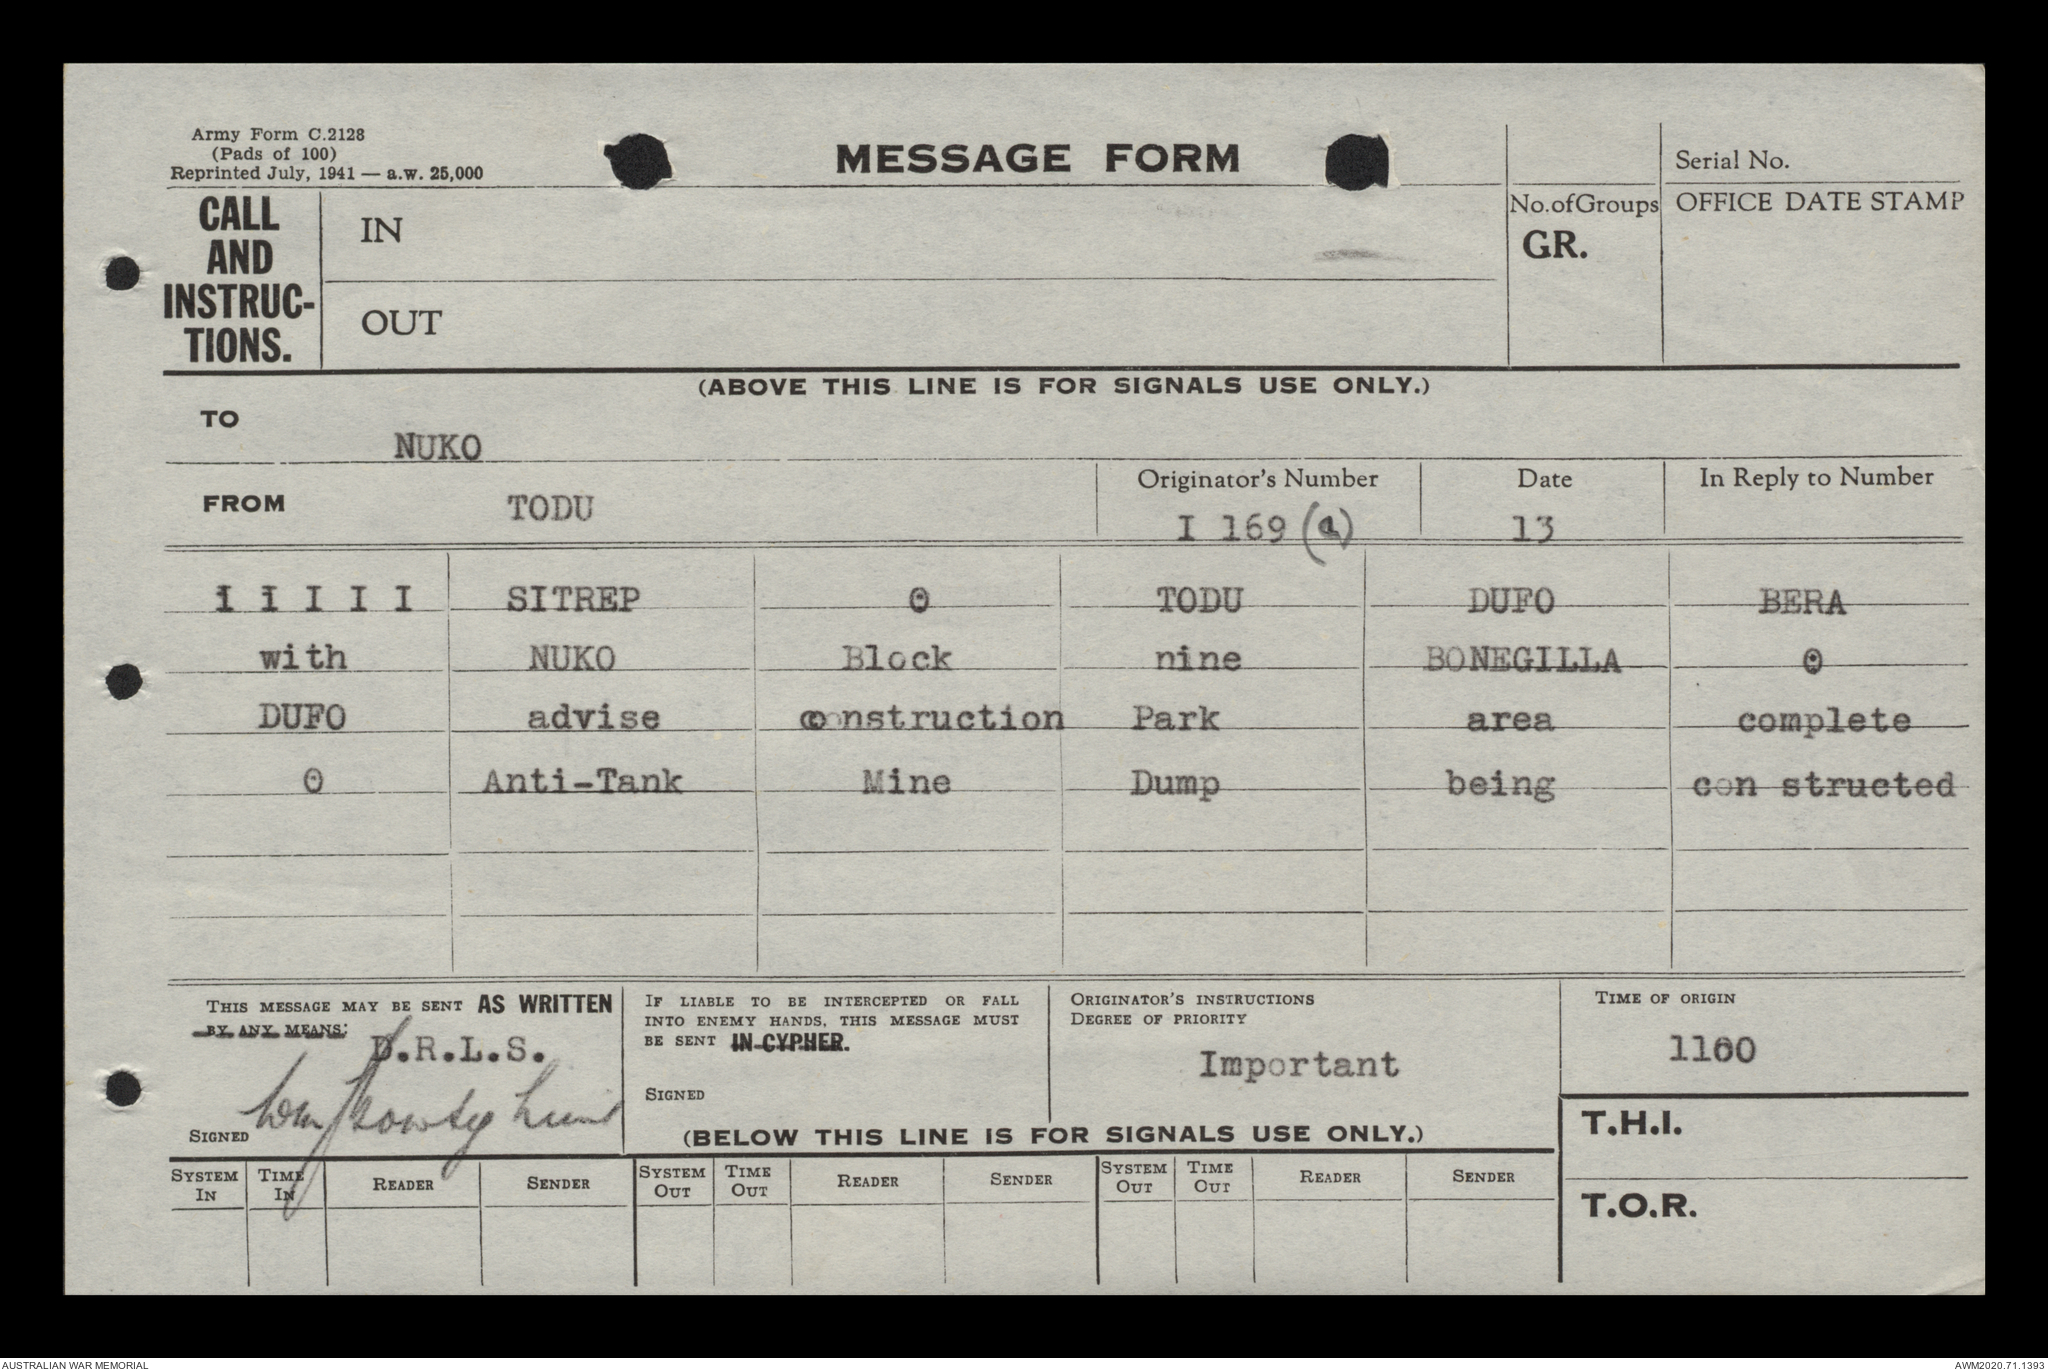 Army Form C.2128
(Pads of 100)
Reprinted July, 1941 — a.w. 25,000
MESSAGE FORM
Serial No.
CALL
AND
INSTRUC-
TIONS.
IN
OUT
No. of Groups
GR.
OFFICE DATE STAMP
(ABOVE THIS LINE IS FOR SIGNALS USE ONLY.)
TO
NUKO
FROM TODU
Originator's Number
I 169 (a)
Date
13
In Reply to Number
I I I I I SITREP 0 TODU DUFO BERA
with NUKO Block nine BONEGILLA 0
DUFO advise construction Park area complete
0 Anti-Tank Mine Dump being con structed
THIS MESSAGE MAY BE SENT AS WRITTEN
BY ANY MEANS:
D.R.L.S.
SIGNED
IF LIABLE TO BE INTERCEPTED OR FALL
INTO ENEMY HANDS, THIS MESSAGE MUST
BE SENT IN CYPHER.
SIGNED
ORIGINATOR'S INSTRUCTIONS
DEGREE OF PRIORITY
Important
TIME OF ORIGIN
1100
(BELOW THIS LINE IS FOR SIGNALS USE ONLY.)
T.H.I.
T.O.R.
SYSTEM IN TIME IN READER SENDER SYSTEM OUT TIME OUT READER SENDER SYSTEM OUT TIME OUT READER SENDER
AUSTRALIAN WAR MEMORIAL
AWM2020.71.1393